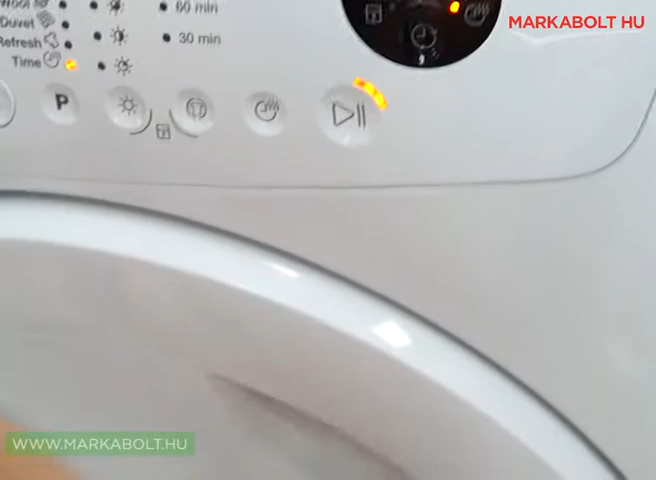 Wool
60 min
MARKABOLT HU
Duvet
Refresh
30 min
Time
P
WWW.MARKABOLT.HU